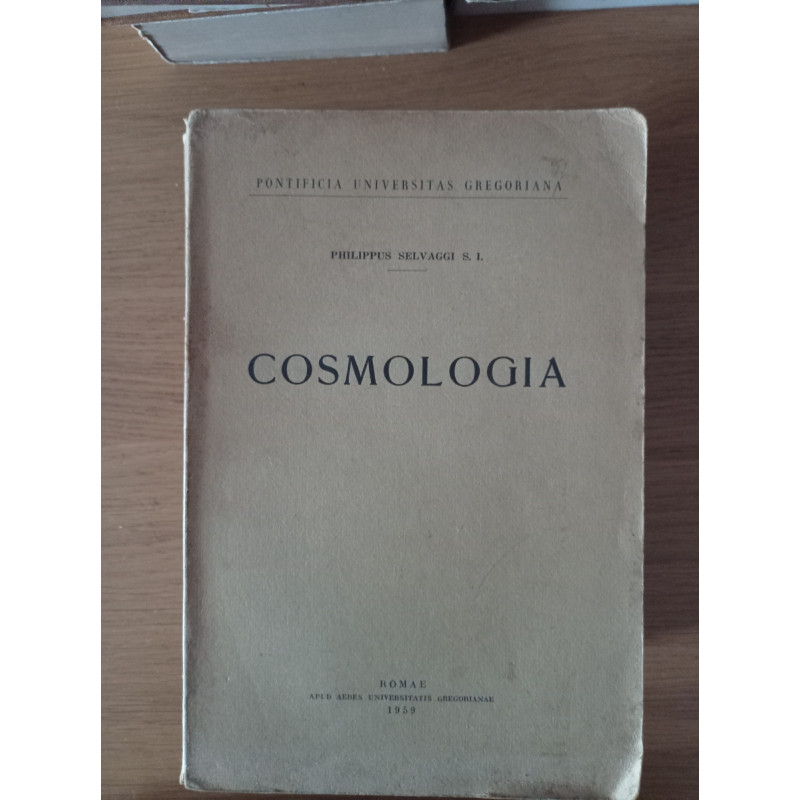 PONTIFICIA UNIVERSITAS GREGORIANA
PHILIPPUS SELVAGGI S. I.
COSMOLOGIA
ROMAE
APUD AEDES UNIVERSITATIS GREGORIANAE
1959